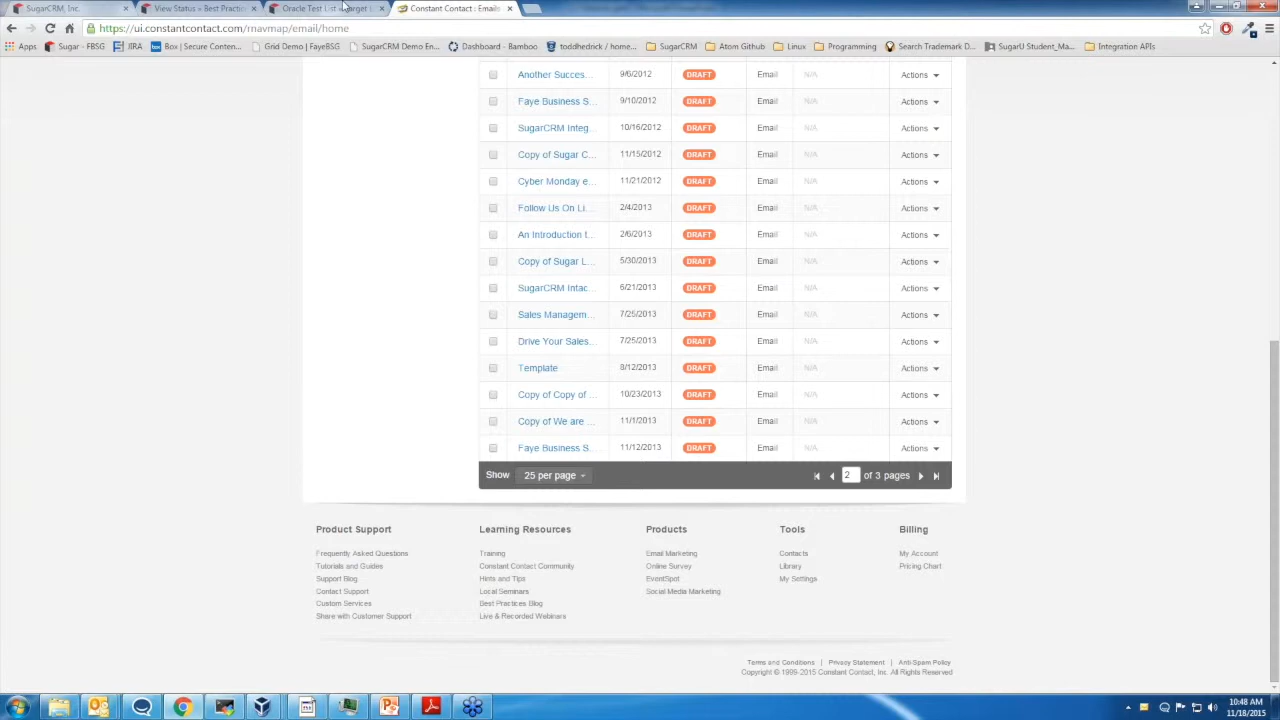 SugarCRM, Inc.
View Status » Best Practic
Oracle Test List
Target L
Constant Contact : Emails
https://ui.constantcontact.com/rnavmap/email/home
Apps
Sugar - FBSG
JIRA
Box | Secure Conten...
Grid Demo | FayeBSG
SugarCRM Demo En...
Dashboard - Bamboo
toddhedrick / home...
SugarCRM
Atom Github
Linux
Programming
Search Trademark D...
SugarU Student_Ma...
Integration APIs
Another Succes... 9/6/2012 DRAFT Email N/A Actions
Faye Business S... 9/10/2012 DRAFT Email N/A Actions
SugarCRM Integ... 10/16/2012 DRAFT Email N/A Actions
Copy of Sugar C... 11/15/2012 DRAFT Email N/A Actions
Cyber Monday e... 11/21/2012 DRAFT Email N/A Actions
Follow Us On Li... 2/4/2013 DRAFT Email N/A Actions
An Introduction t... 2/6/2013 DRAFT Email N/A Actions
Copy of Sugar L... 5/30/2013 DRAFT Email N/A Actions
SugarCRM Intac... 6/21/2013 DRAFT Email N/A Actions
Sales Managem... 7/25/2013 DRAFT Email N/A Actions
Drive Your Sales... 7/25/2013 DRAFT Email N/A Actions
Template 8/12/2013 DRAFT Email N/A Actions
Copy of Copy of ... 10/23/2013 DRAFT Email N/A Actions
Copy of We are ... 11/1/2013 DRAFT Email N/A Actions
Faye Business S... 11/12/2013 DRAFT Email N/A Actions
Show 25 per page 2 of 3 pages
Product Support Learning Resources Products Tools Billing
Frequently Asked Questions Training Email Marketing Contacts My Account
Tutorials and Guides Constant Contact Community Online Survey Library Pricing Chart
Support Blog Hints and Tips EventSpot My Settings
Contact Support Local Seminars Social Media Marketing
Custom Services Best Practices Blog
Share with Customer Support Live & Recorded Webinars
Terms and Conditions | Privacy Statement | Anti-Spam Policy
Copyright © 1999-2015 Constant Contact, Inc. All Rights Reserved
10:48 AM
11/18/2015